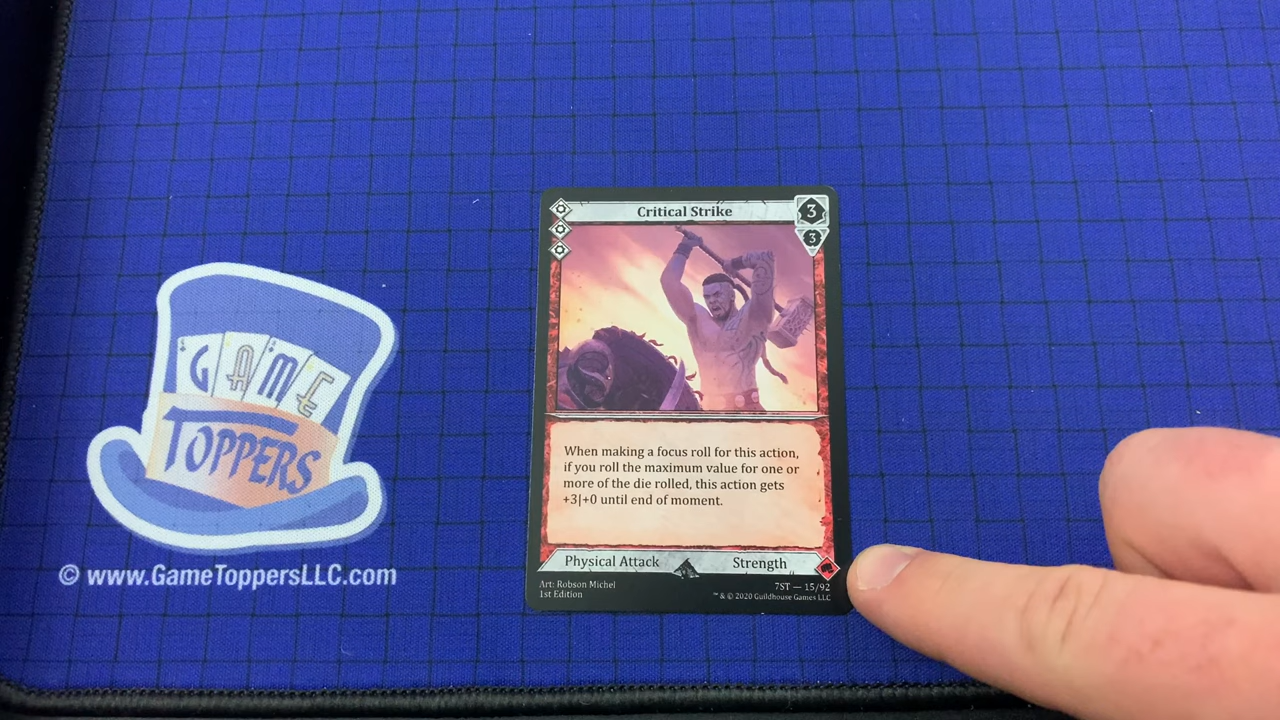 GAME
TOPPERS
© www.GameToppersLLC.com
Critical Strike
3
3
When making a focus roll for this action,
if you roll the maximum value for one or
more of the die rolled, this action gets
+3|+0 until end of moment.
Physical Attack Strength
Art: Robson Michel
1st Edition
7ST — 15/92
™ & © 2020 Guildhouse Games LLC